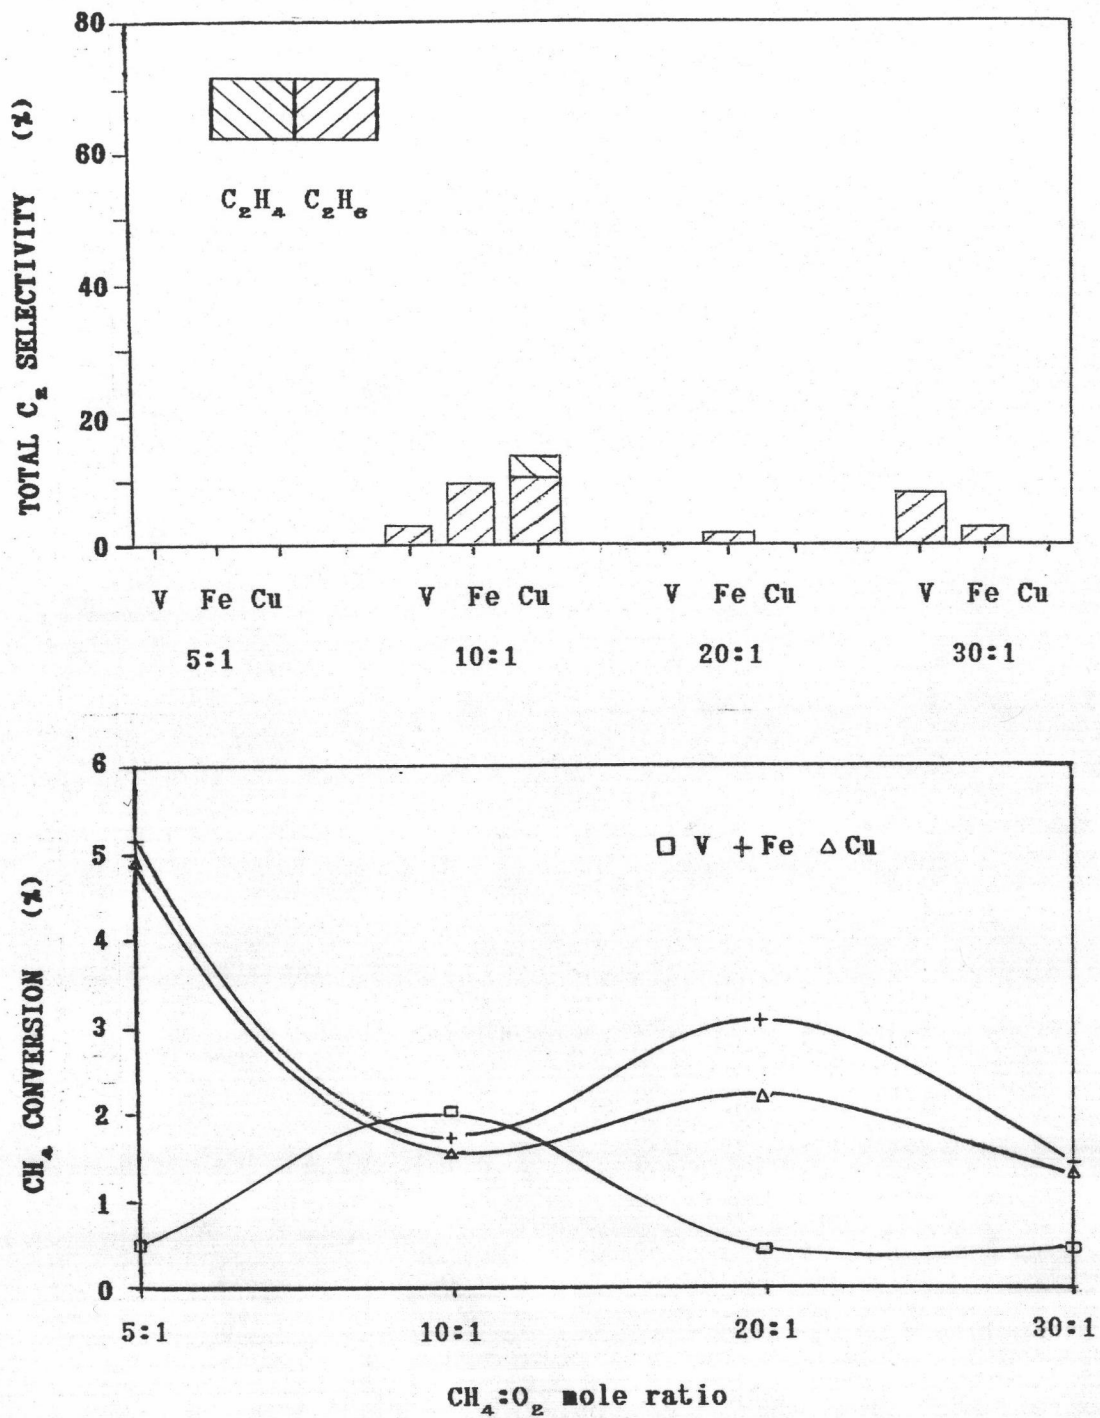 80
60
40
20
0
TOTAL C₂ SELECTIVITY (%)
C₂H₄ C₂H₆
V Fe Cu V Fe Cu V Fe Cu V Fe Cu
5:1 10:1 20:1 30:1
6
5
4
3
2
1
0
CH₄ CONVERSION (%)
V Fe Cu
5:1 10:1 20:1 30:1
CH₄:O₂ mole ratio